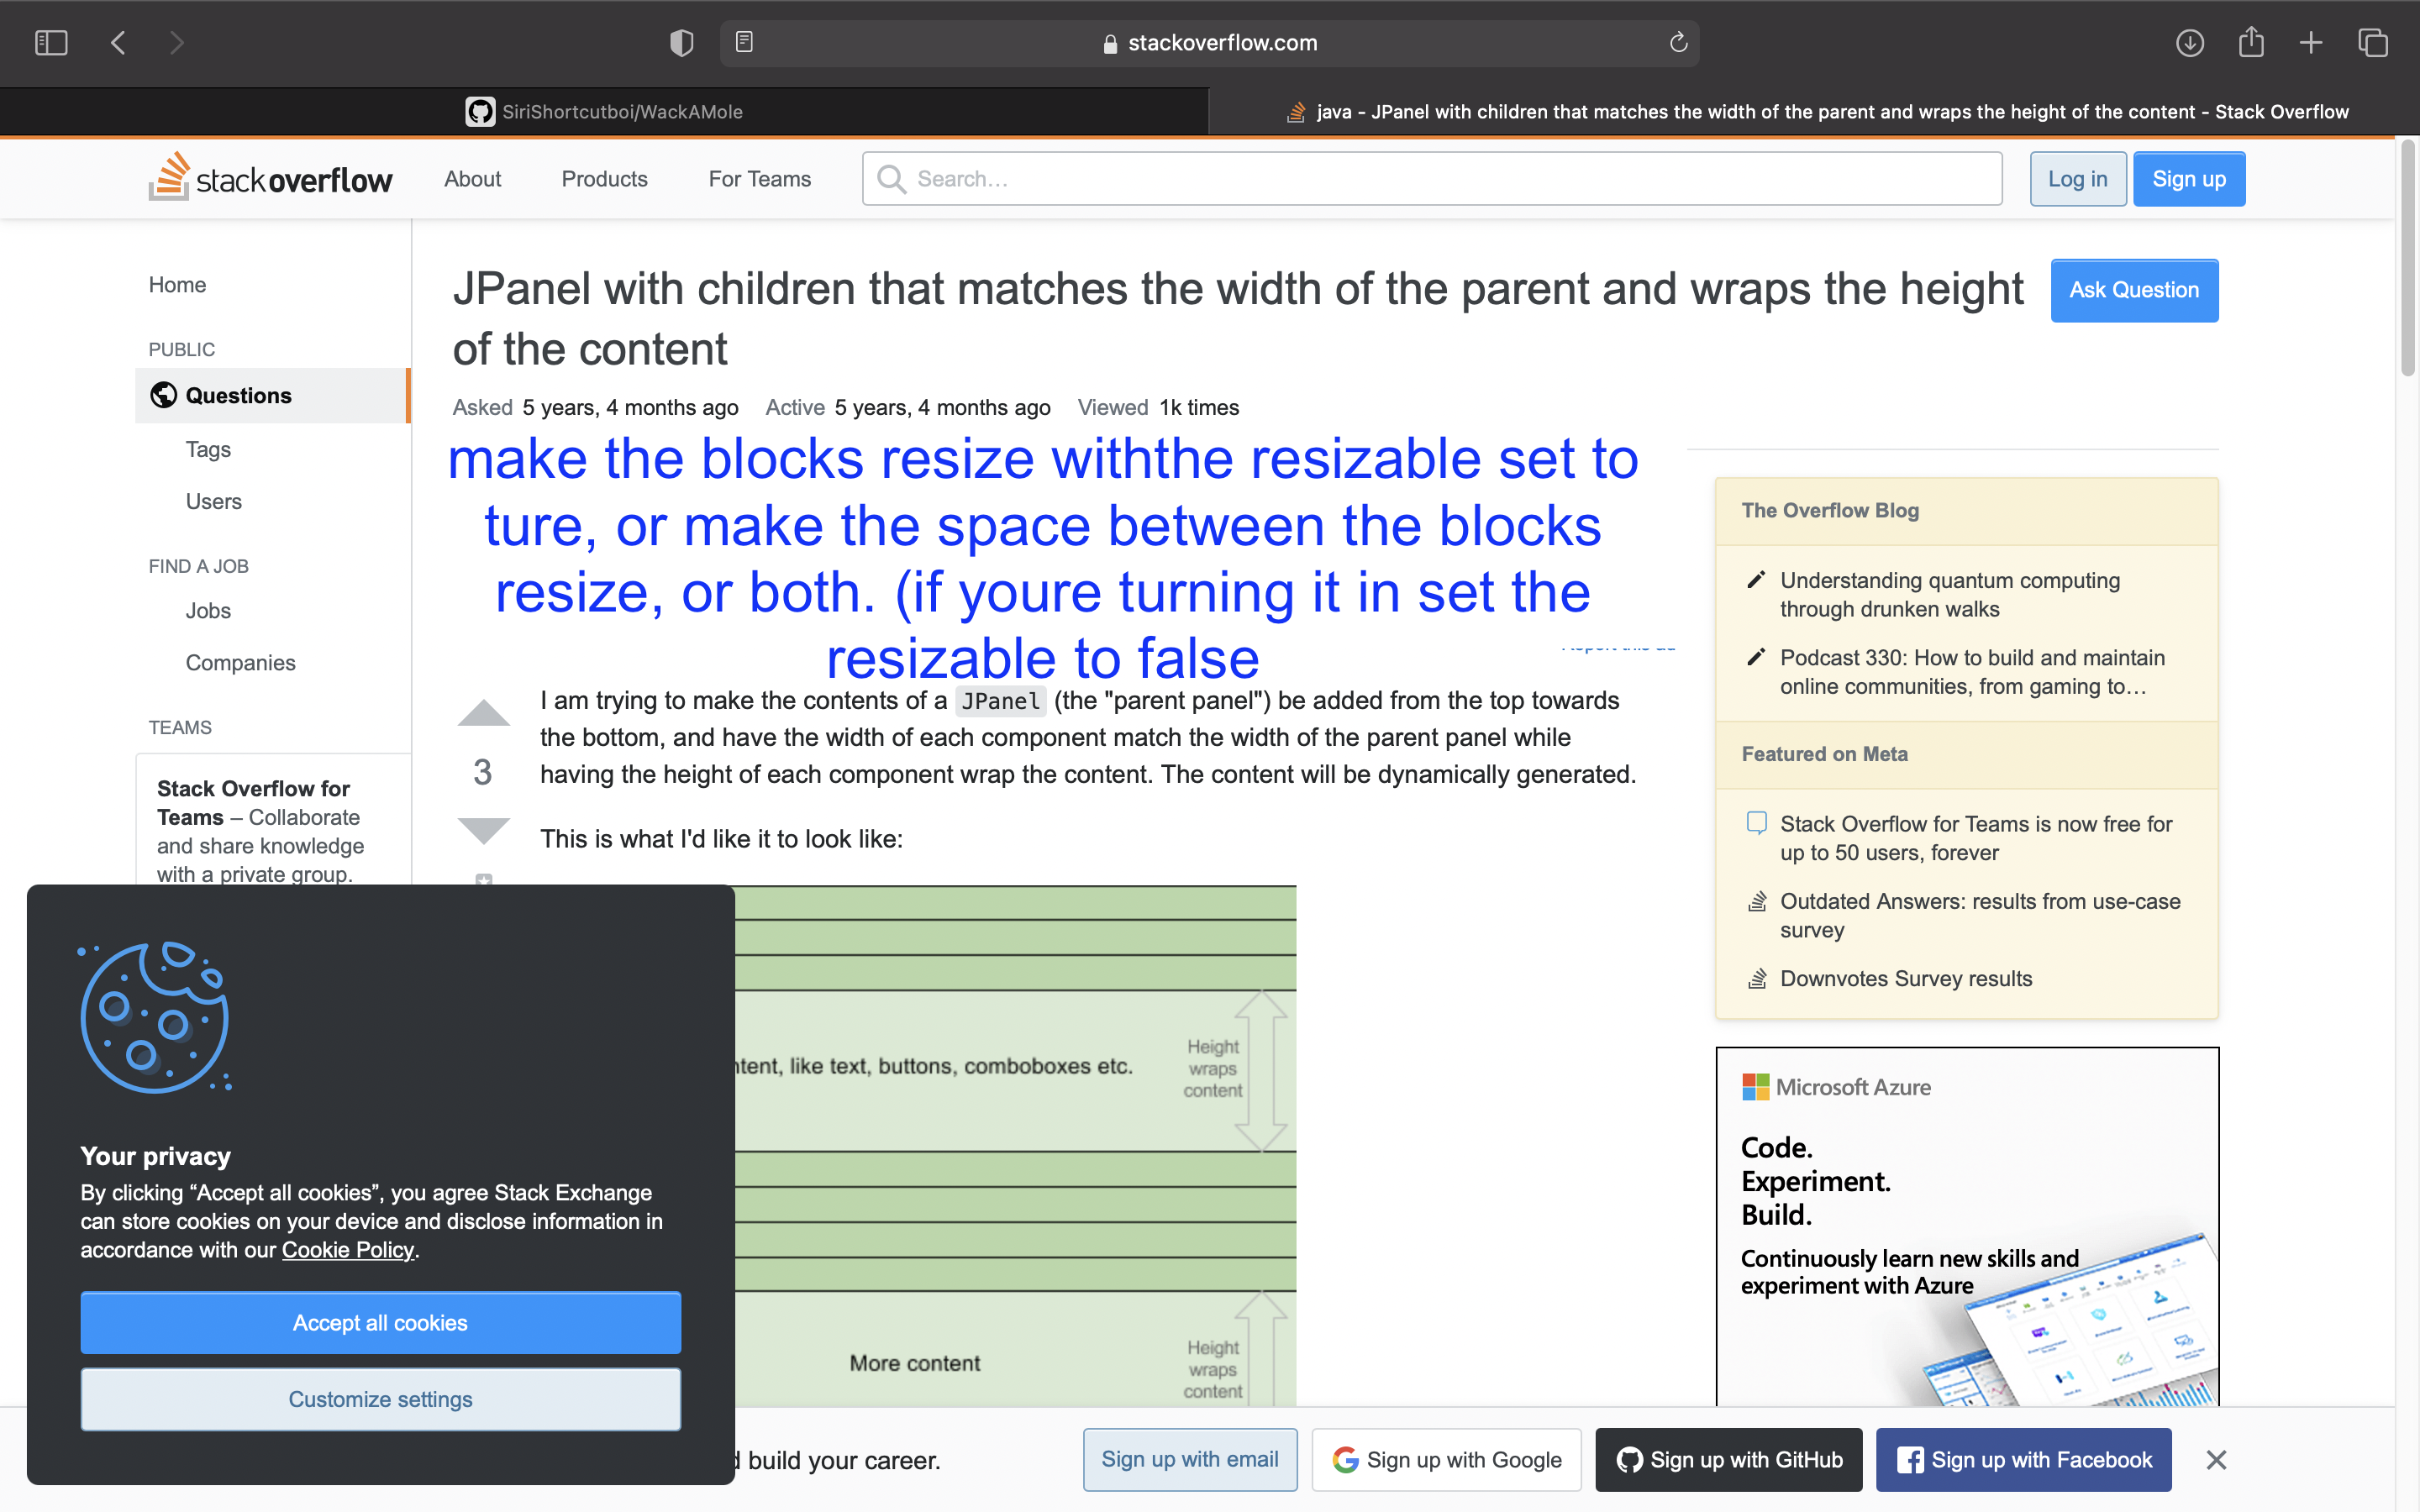 stackoverflow.com
SiriShortcutboi/WackAMole
java - JPanel with children that matches the width of the parent and wraps the height of the content - Stack Overflow
stackoverflow
About
Products
For Teams
Search...
Log in
Sign up
Home
PUBLIC
Questions
Tags
Users
FIND A JOB
Jobs
Companies
TEAMS
Stack Overflow for
Teams – Collaborate
and share knowledge
with a private group.
JPanel with children that matches the width of the parent and wraps the height
of the content
Ask Question
Asked 5 years, 4 months ago Active 5 years, 4 months ago Viewed 1k times
make the blocks resize withthe resizable set to
ture, or make the space between the blocks
resize, or both. (if youre turning it in set the
resizable to false
I am trying to make the contents of a JPanel (the "parent panel") be added from the top towards
the bottom, and have the width of each component match the width of the parent panel while
having the height of each component wrap the content. The content will be dynamically generated.
3
This is what I'd like it to look like:
like text, buttons, comboboxes etc.
Height
wraps
content
More content
Height
wraps
content
The Overflow Blog
Understanding quantum computing
through drunken walks
Podcast 330: How to build and maintain
online communities, from gaming to...
Featured on Meta
Stack Overflow for Teams is now free for
up to 50 users, forever
Outdated Answers: results from use-case
survey
Downvotes Survey results
Microsoft Azure
Code.
Experiment.
Build.
Continuously learn new skills and
experiment with Azure
Your privacy
By clicking “Accept all cookies”, you agree Stack Exchange
can store cookies on your device and disclose information in
accordance with our Cookie Policy.
Accept all cookies
Customize settings
build your career.
Sign up with email
Sign up with Google
Sign up with GitHub
Sign up with Facebook